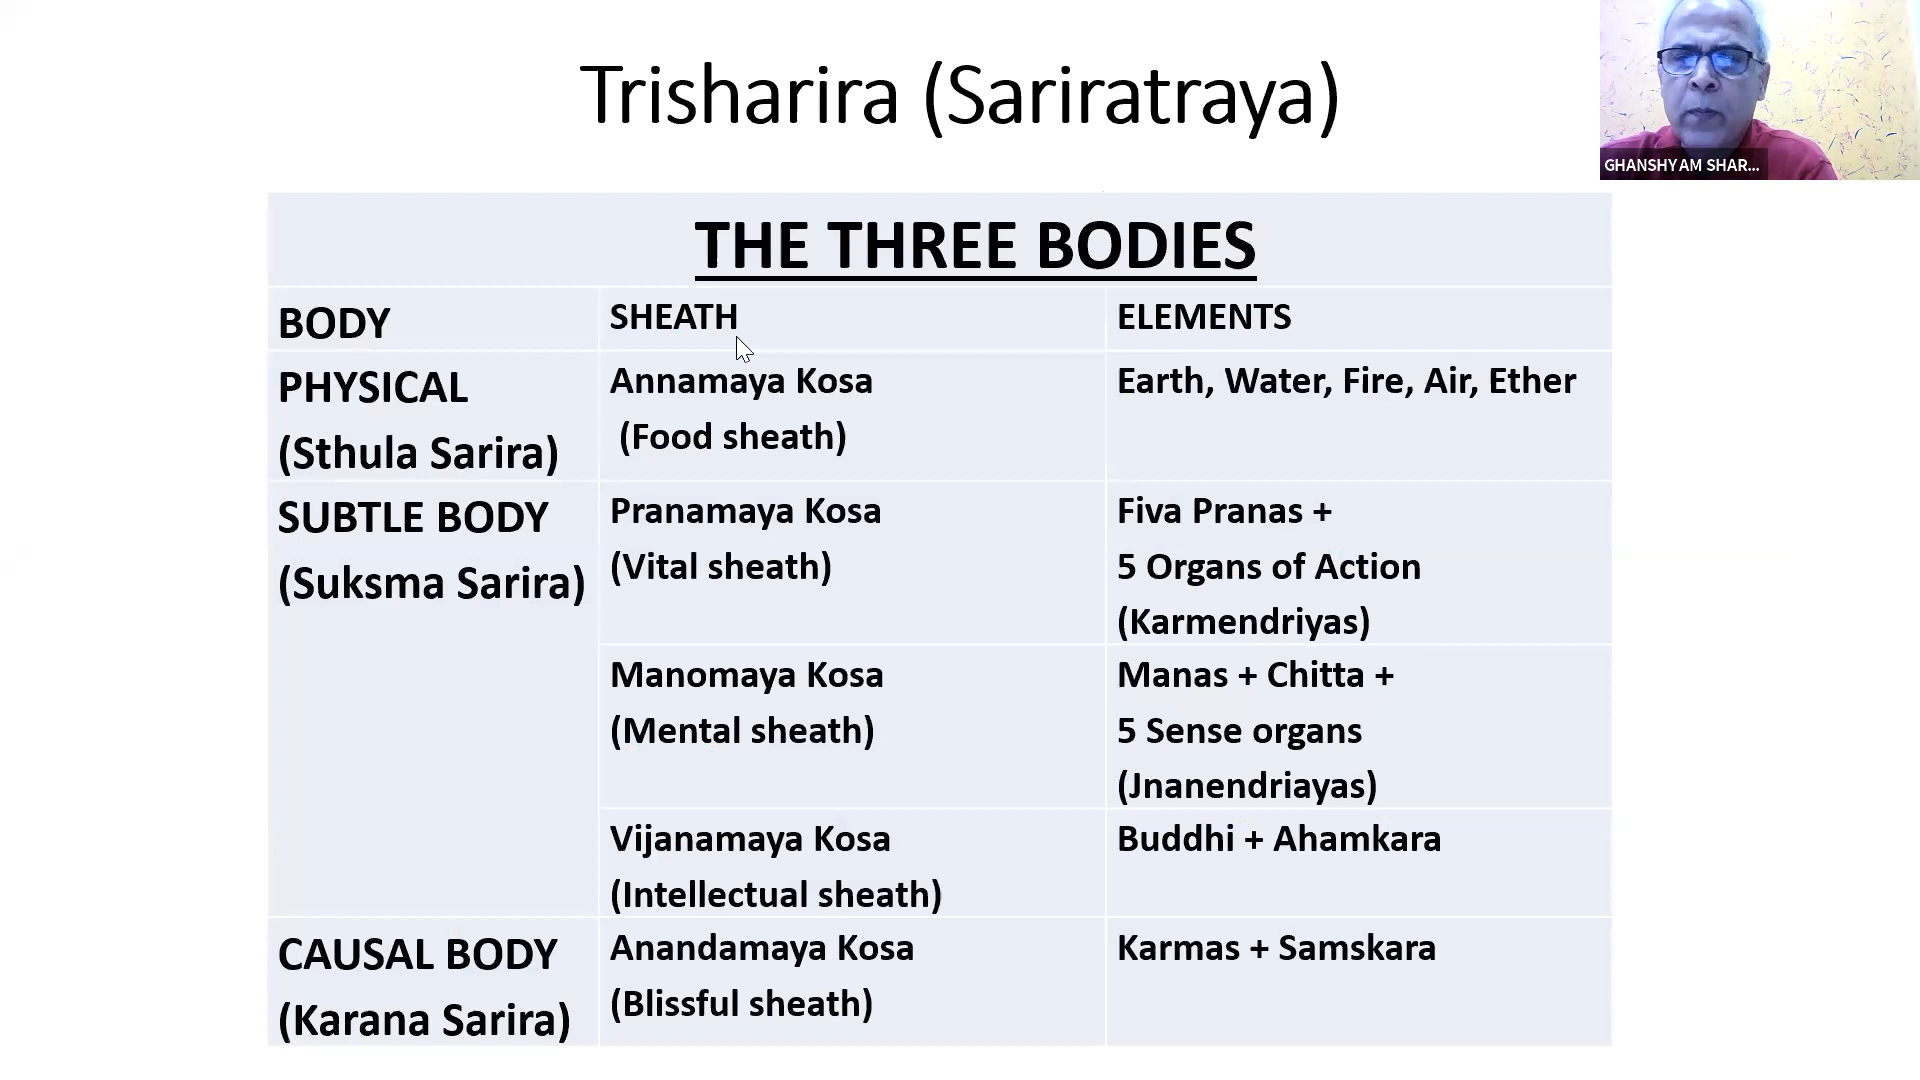 Trisharira (Sariratraya)
GHANSHYAM SHAR...
THE THREE BODIES
BODY
SHEATH
ELEMENTS
PHYSICAL
(Sthula Sarira)
Annamaya Kosa
(Food sheath)
Earth, Water, Fire, Air, Ether
SUBTLE BODY
(Suksma Sarira)
Pranamaya Kosa
(Vital sheath)
Fiva Pranas +
5 Organs of Action
(Karmendriyas)
Manomaya Kosa
(Mental sheath)
Manas + Chitta +
5 Sense organs
(Jnanendriayas)
Vijanamaya Kosa
(Intellectual sheath)
Buddhi + Ahamkara
CAUSAL BODY
(Karana Sarira)
Anandamaya Kosa
(Blissful sheath)
Karmas + Samskara